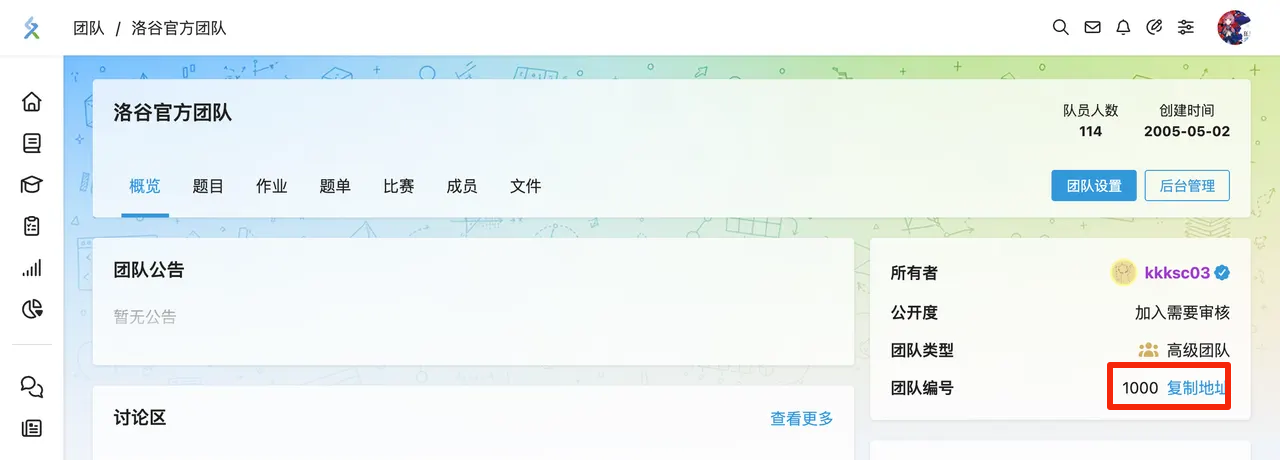 团队 / 洛谷官方团队
洛谷官方团队
队员人数
114
创建时间
2005-05-02
概览 题目 作业 题单 比赛 成员 文件
团队设置 后台管理
团队公告
暂无公告
所有者 kkksc03
公开度 加入需要审核
团队类型 高级团队
团队编号 1000 复制地址
讨论区 查看更多